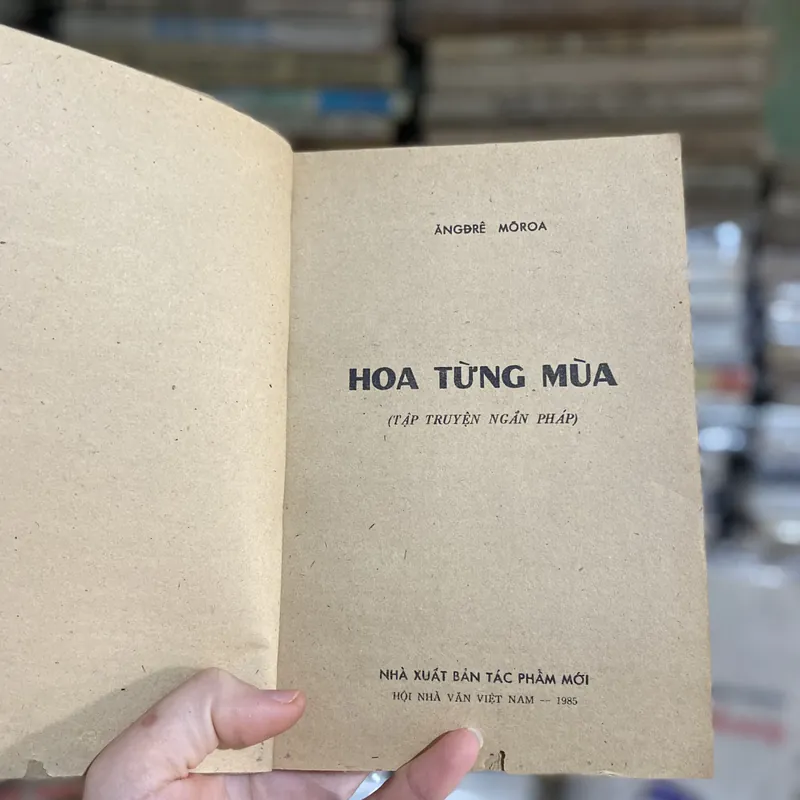 ĂNGĐRÊ MÔROA
HOA TỪNG MÙA
(TẬP TRUYỆN NGẮN PHÁP)
NHÀ XUẤT BẢN TÁC PHẨM MỚI
HỘI NHÀ VĂN VIỆT NAM — 1985